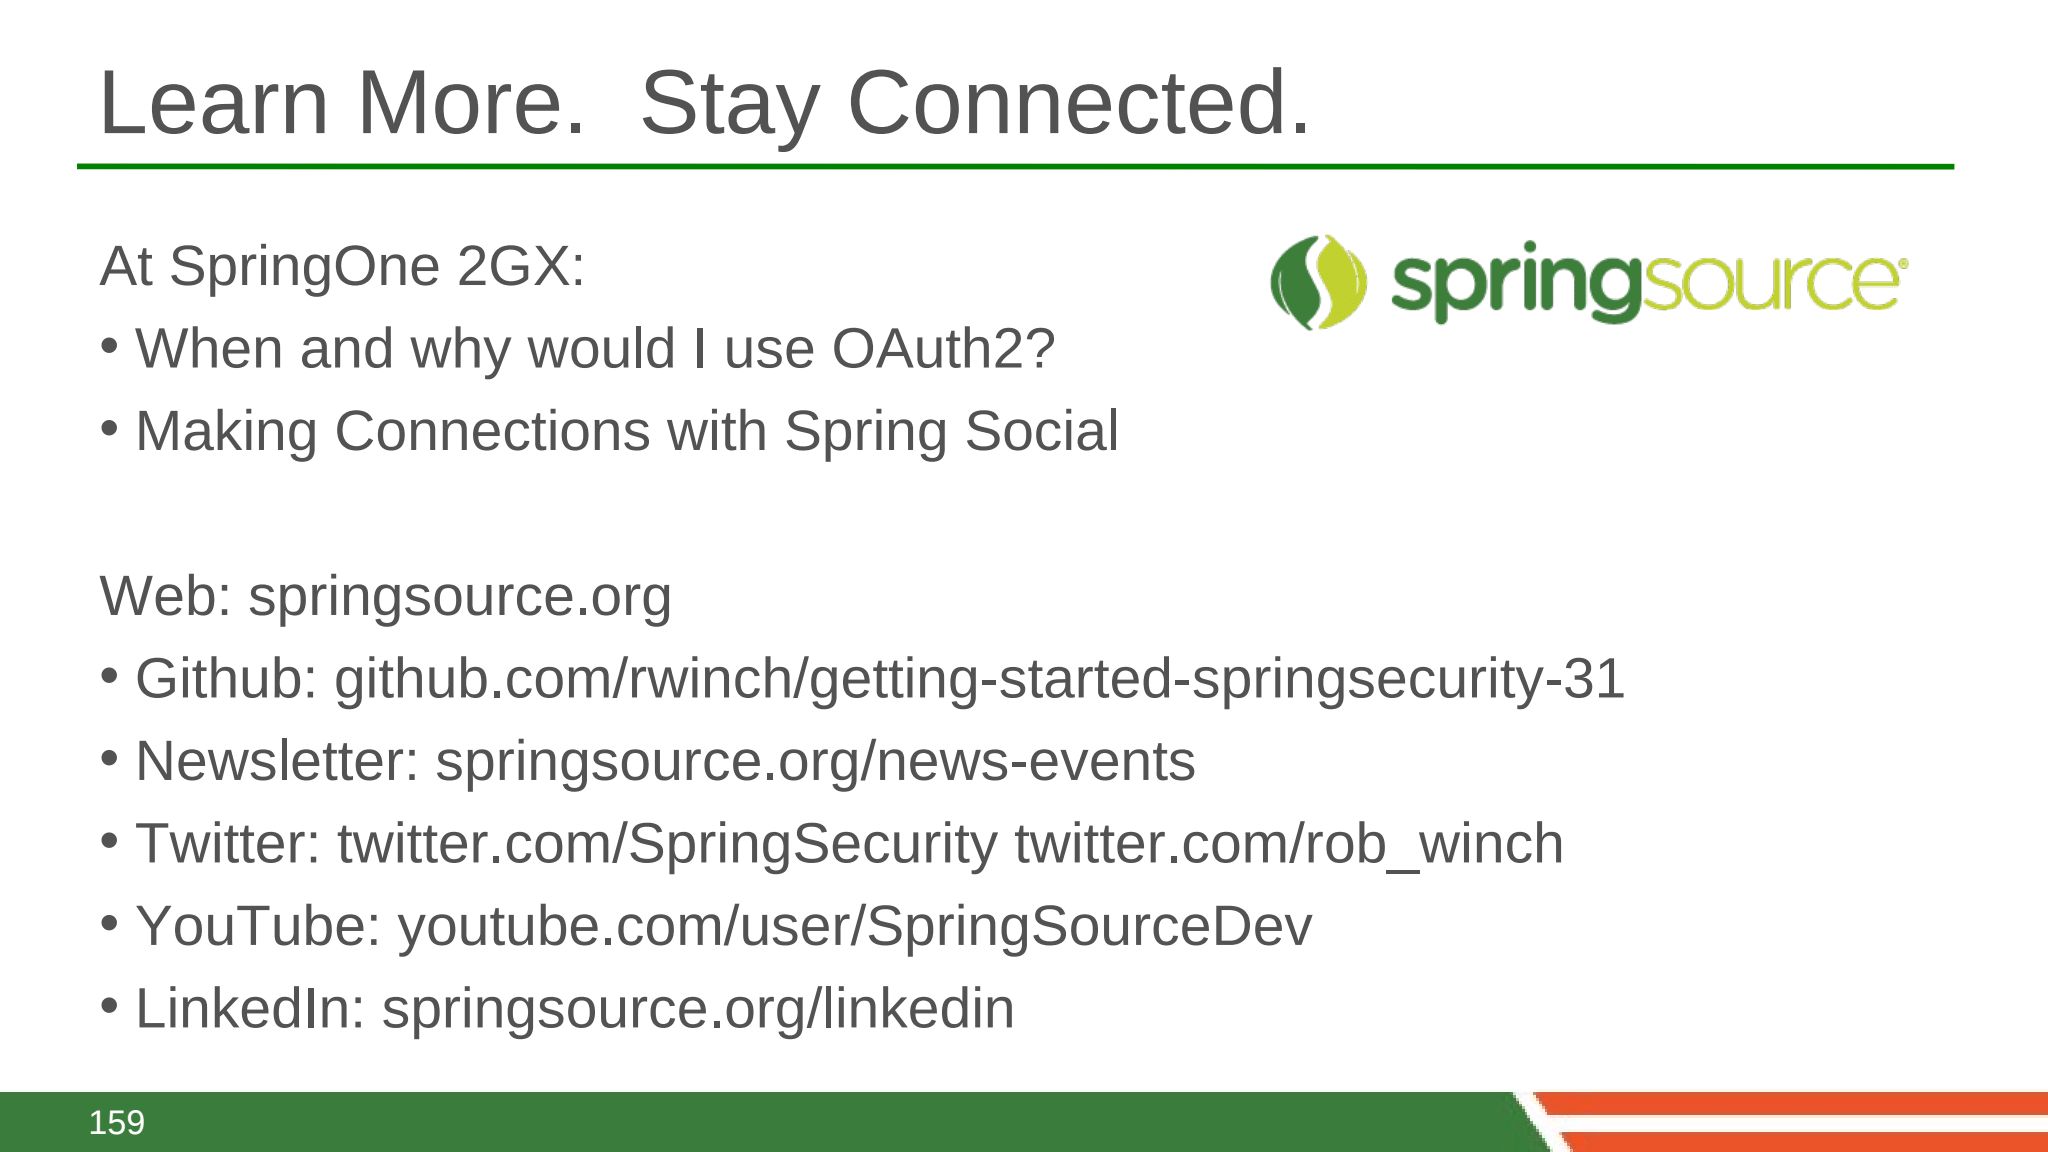 Learn More.  Stay Connected.
At SpringOne 2GX:
springsource®
• When and why would I use OAuth2?
• Making Connections with Spring Social
Web: springsource.org
• Github: github.com/rwinch/getting-started-springsecurity-31
• Newsletter: springsource.org/news-events
• Twitter: twitter.com/SpringSecurity twitter.com/rob_winch
• YouTube: youtube.com/user/SpringSourceDev
• LinkedIn: springsource.org/linkedin
159